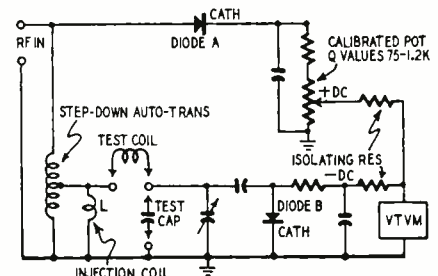 CATH
RF IN
DIODE A
CALIBRATED POT
Q VALUES 75-1.2K
+DC
STEP-DOWN AUTO-TRANS
TEST COIL
ISOLATING RES
-DC
L
TEST
CAP
DIODE B
CATH
VTVM
INJECTION COIL